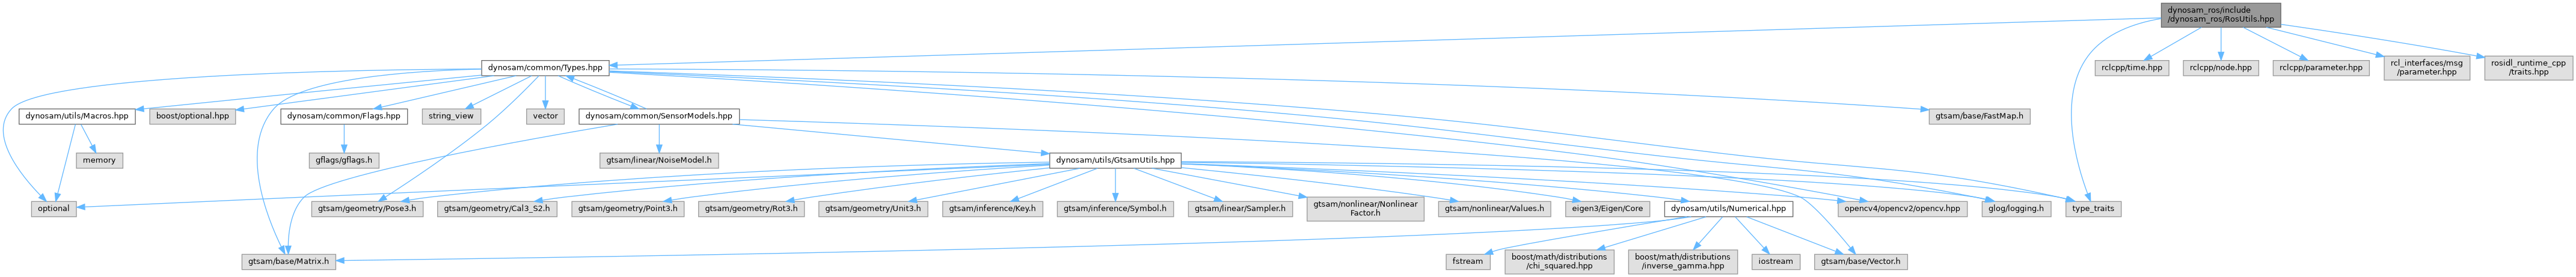 dynosam_ros/include
/dynosam_ros/RosUtils.hpp
dynosam/common/Types.hpp
rclcpp/time.hpp
rclcpp/node.hpp
rclcpp/parameter.hpp
rcl_interfaces/msg
/parameter.hpp
rosidl_runtime_cpp
/traits.hpp
dynosam/utils/Macros.hpp
boost/optional.hpp
dynosam/common/Flags.hpp
string_view
vector
dynosam/common/SensorModels.hpp
gtsam/base/FastMap.h
memory
gflags/gflags.h
gtsam/linear/NoiseModel.h
dynosam/utils/GtsamUtils.hpp
optional
gtsam/geometry/Pose3.h
gtsam/geometry/Cal3_S2.h
gtsam/geometry/Point3.h
gtsam/geometry/Rot3.h
gtsam/geometry/Unit3.h
gtsam/inference/Key.h
gtsam/inference/Symbol.h
gtsam/linear/Sampler.h
gtsam/nonlinear/Nonlinear
Factor.h
gtsam/nonlinear/Values.h
eigen3/Eigen/Core
dynosam/utils/Numerical.hpp
opencv4/opencv2/opencv.hpp
glog/logging.h
type_traits
gtsam/base/Matrix.h
fstream
boost/math/distributions
/chi_squared.hpp
boost/math/distributions
/inverse_gamma.hpp
iostream
gtsam/base/Vector.h